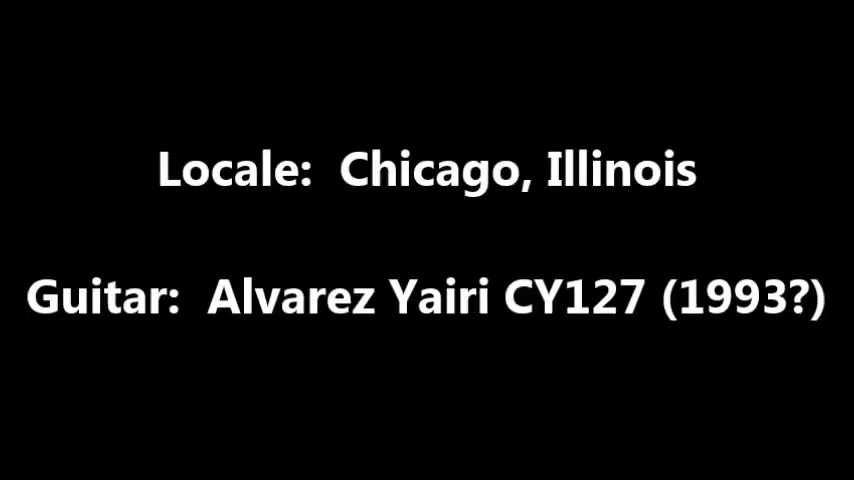 Locale:  Chicago, Illinois
Guitar:  Alvarez Yairi CY127 (1993?)